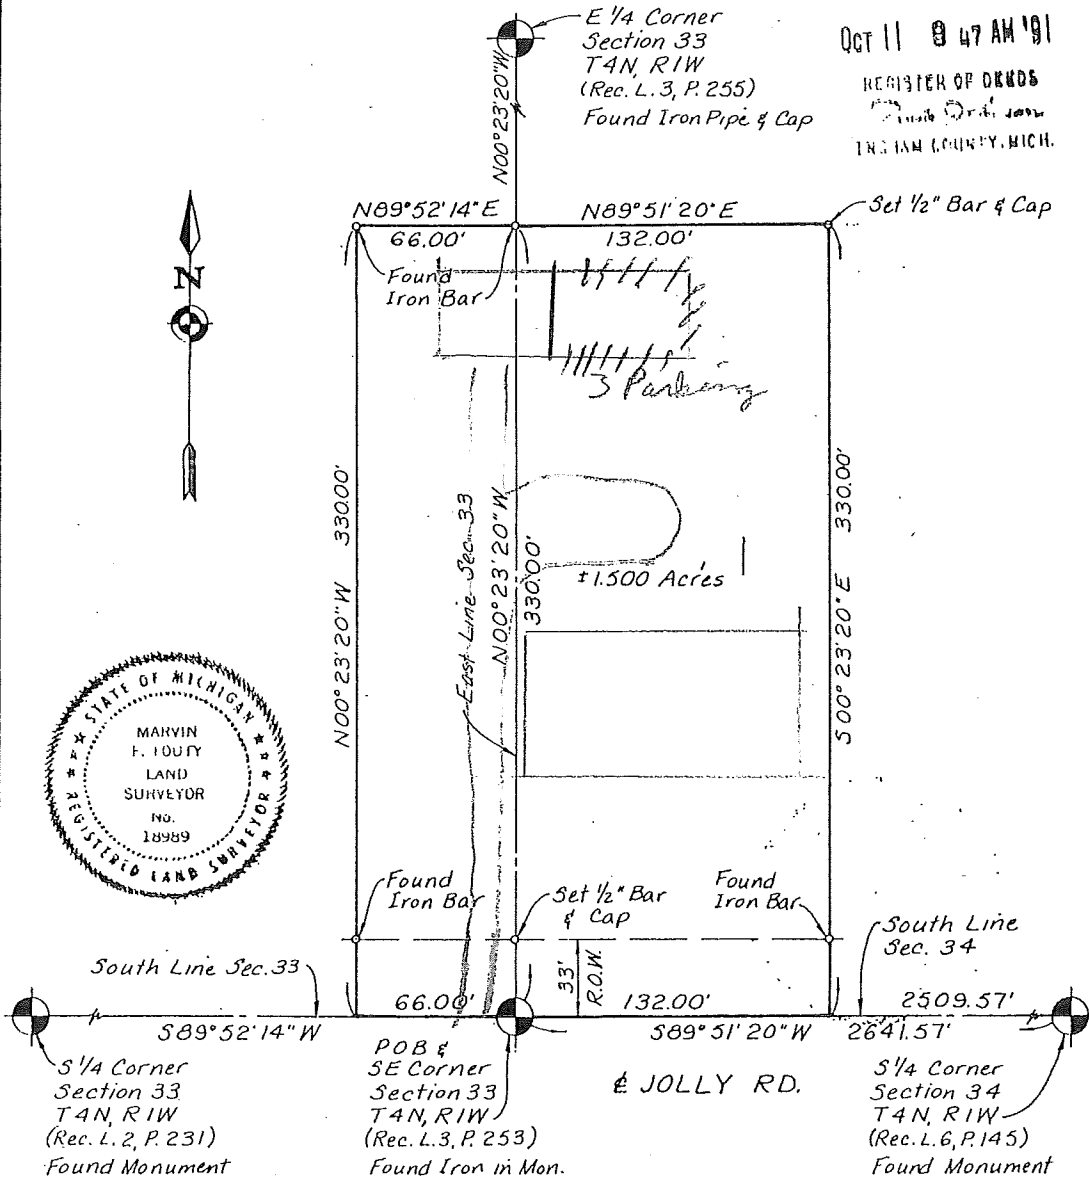 E 1/4 Corner
Section 33
T4N, R1W
(Rec. L. 3, P. 255)
Found Iron Pipe & Cap
OCT 11 8 47 AM '91
REGISTER OF DEEDS
INGHAM COUNTY, MICH.
N00°23'20"W
N89°52'14"E
N89°51'20"E
66.00'
132.00'
Set 1/2" Bar & Cap
Found
Iron Bar
N
3 Parking
N00°23'20"W 330.00'
East Line Sec. 33
N00°23'20"W
330.00'
±1.500 Acres
S00°23'20"E 330.00'
STATE OF MICHIGAN
MARVIN
LAND
SURVEYOR
No.
18989
REGISTERED LAND SURVEYOR
Found
Iron Bar
Set 1/2" Bar
& Cap
Found
Iron Bar
South Line
Sec. 34
South Line Sec. 33
33'
R.O.W.
66.00'
132.00'
2509.57'
S89°52'14"W
S89°51'20"W
2641.57'
S 1/4 Corner
Section 33
T4N, R1W
(Rec. L. 2, P. 231)
Found Monument
POB &
SE Corner
Section 33
T4N, R1W
(Rec. L.3, P. 253)
Found Iron in Mon.
℄ JOLLY RD.
S 1/4 Corner
Section 34
T4N, R1W
(Rec. L. 6, P. 145)
Found Monument